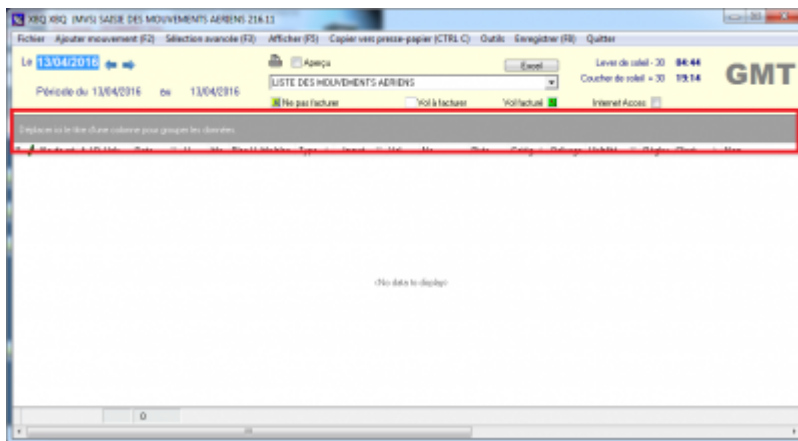 XBQ XBQ (MVS) SAISIE DES MOUVEMENTS AERIENS 216.11
Fichier Ajouter mouvement (F2) Sélection avancée (F3) Afficher (F5) Copier vers presse-papier (CTRL C) Outils Enregistrer (F8) Quitter
Le 13/04/2016 Aperçu Excel Lever de soleil - 30 04:44
LISTE DES MOUVEMENTS AERIENS Coucher de soleil + 30 19:14 GMT
Période du 13/04/2016 au 13/04/2016
Ne pas facturer Vol à facturer Vol facturé Internet Acces
Déplacer ici le titre d'une colonne pour grouper les données
<No data to display>
0